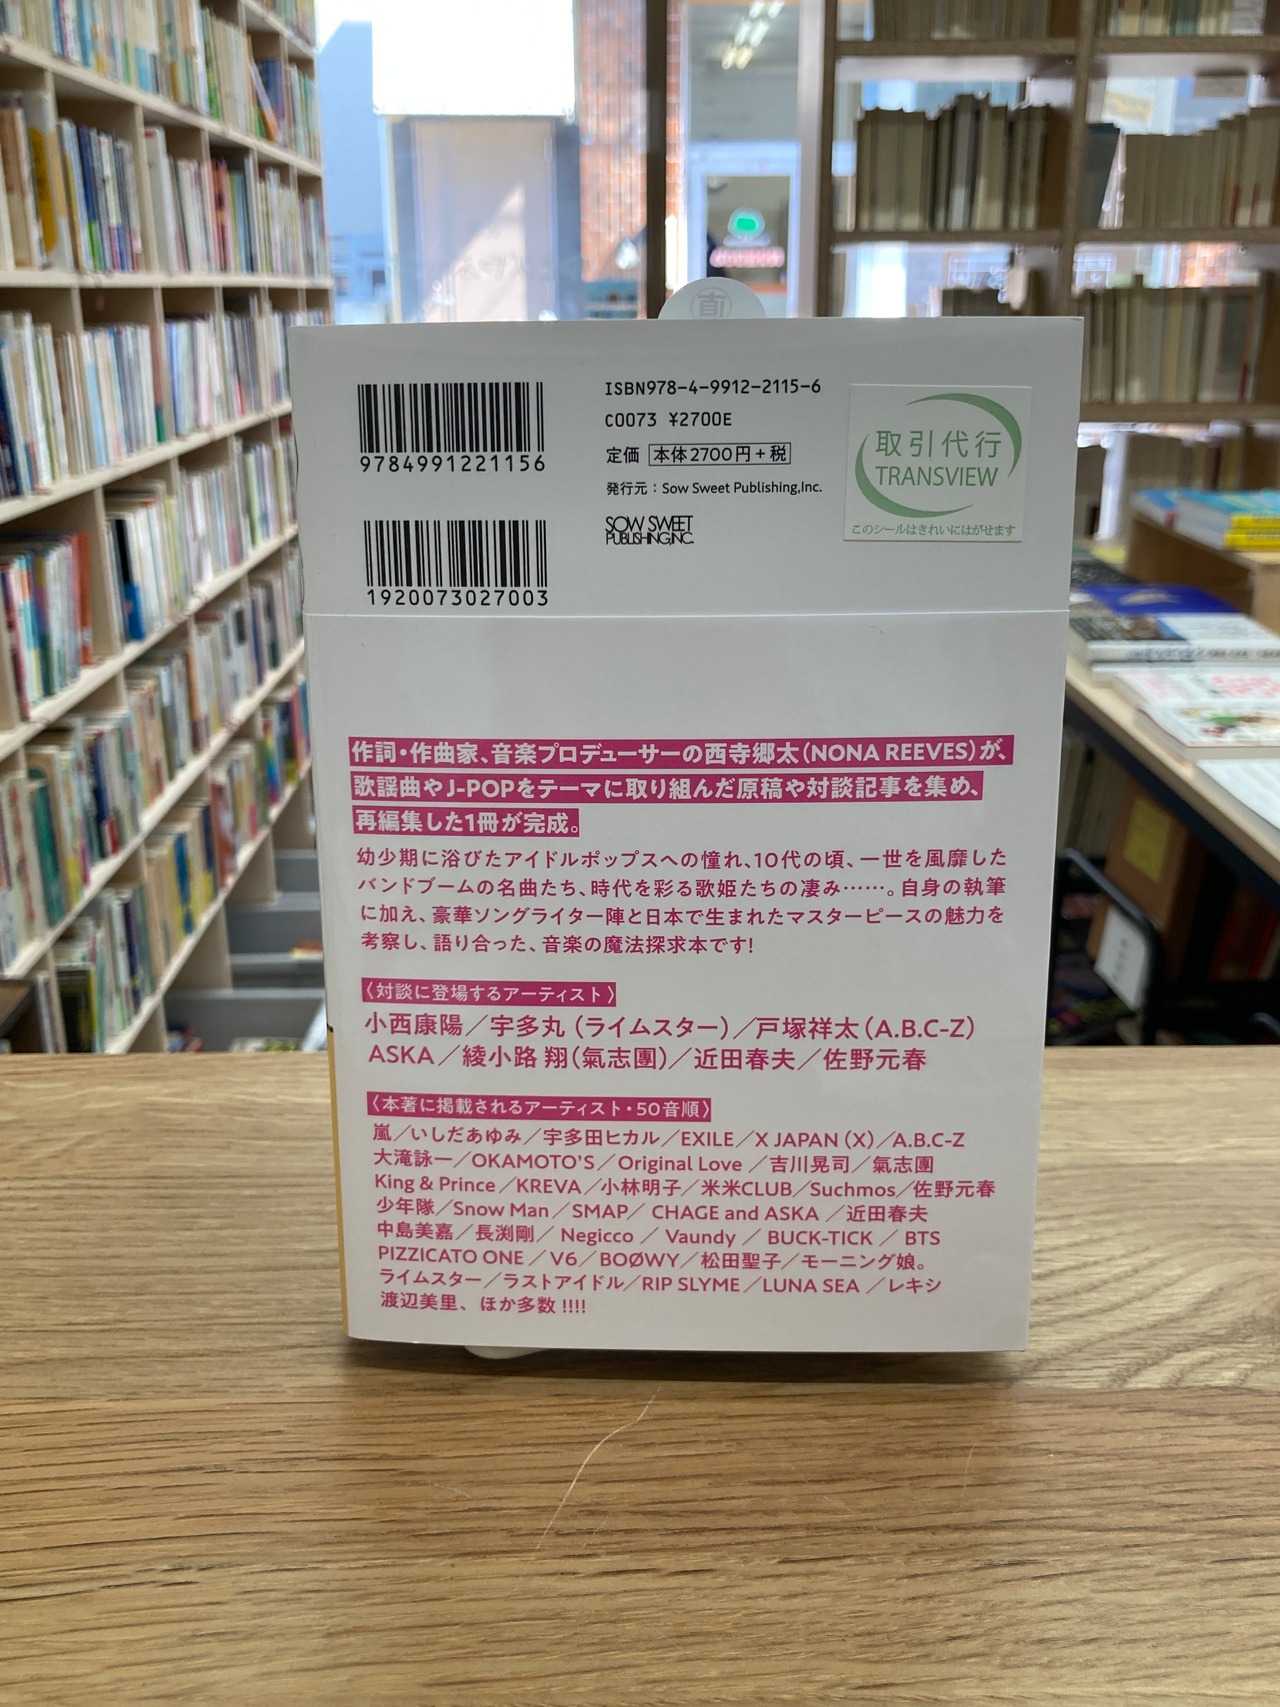 直
9784991221156
1920073027003
ISBN978-4-9912-2115-6
C0073 ¥2700E
定価 本体2700円+税
発行元:Sow Sweet Publishing,Inc.
SOW SWEET
PUBLISHING,INC.
取引代行
TRANSVIEW
このシールはきれいにはがせます
作詞・作曲家、音楽プロデューサーの西寺郷太(NONA REEVES)が、
歌謡曲やJ-POPをテーマに取り組んだ原稿や対談記事を集め、
再編集した1冊が完成。
幼少期に浴びたアイドルポップスへの憧れ、10代の頃、一世を風靡した
バンドブームの名曲たち、時代を彩る歌姫たちの凄み……。自身の執筆
に加え、豪華ソングライター陣と日本で生まれたマスターピースの魅力を
考察し、語り合った、音楽の魔法探求本です!
〈対談に登場するアーティスト〉
小西康陽/宇多丸(ライムスター)/戸塚祥太(A.B.C-Z)
ASKA/綾小路 翔(氣志團)/近田春夫/佐野元春
〈本著に掲載されるアーティスト・50音順〉
嵐/いしだあゆみ/宇多田ヒカル/EXILE/X JAPAN(X)/A.B.C-Z
大滝詠一/OKAMOTO'S/Original Love/吉川晃司/氣志團
King & Prince/KREVA/小林明子/米米CLUB/Suchmos/佐野元春
少年隊/Snow Man/SMAP/CHAGE and ASKA/近田春夫
中島美嘉/長渕剛/Negicco/Vaundy/BUCK-TICK/BTS
PIZZICATO ONE/V6/BOØWY/松田聖子/モーニング娘。
ライムスター/ラストアイドル/RIP SLYME/LUNA SEA/レキシ
渡辺美里、ほか多数!!!!